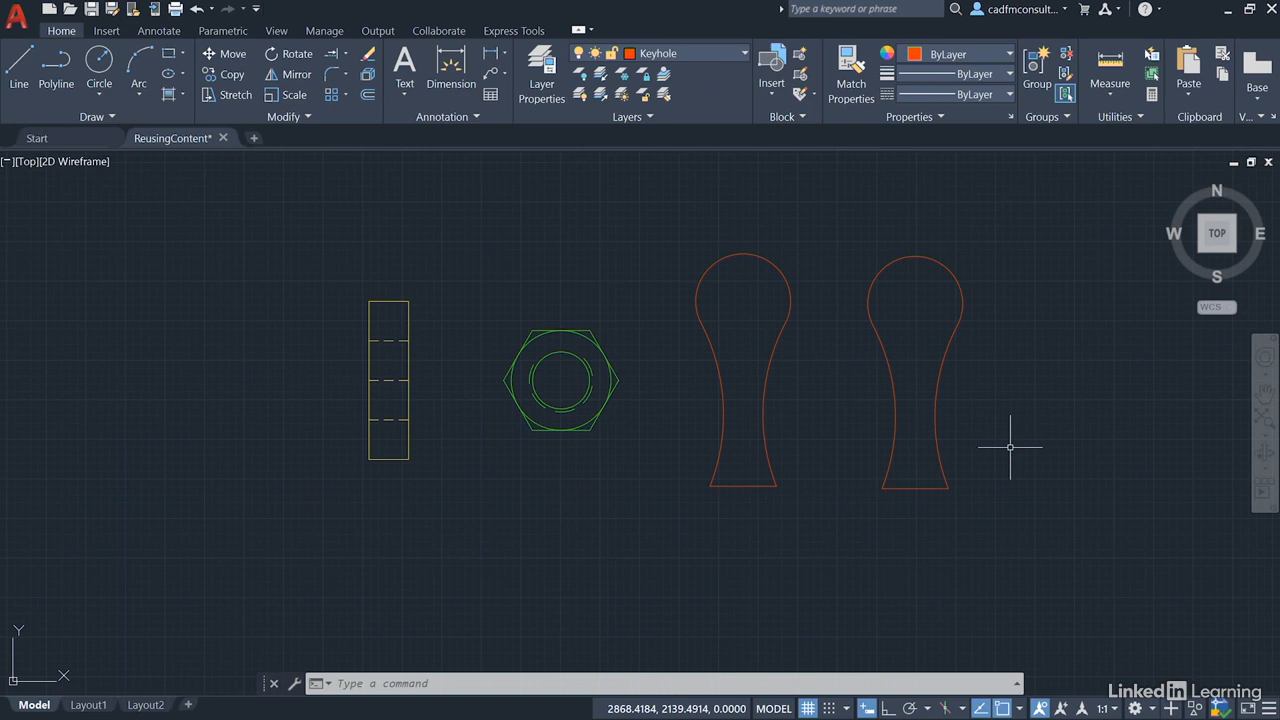 Type a keyword or phrase
cadfmconsult...
Home Insert Annotate Parametric View Manage Output Collaborate Express Tools
Line Polyline Circle Arc
Move Rotate
Copy Mirror
Stretch Scale
Text Dimension
Layer Properties
Keyhole
Insert
Match Properties
ByLayer
ByLayer
ByLayer
Group
Measure
Paste
Base
Draw Modify Annotation Layers Block Properties Groups Utilities Clipboard V...
Start ReusingContent*
[−][Top][2D Wireframe]
N
W TOP E
S
WCS
Y
X
Type a command
Linked in Learning
Model Layout1 Layout2
2868.4184, 2139.4914, 0.0000 MODEL 1:1